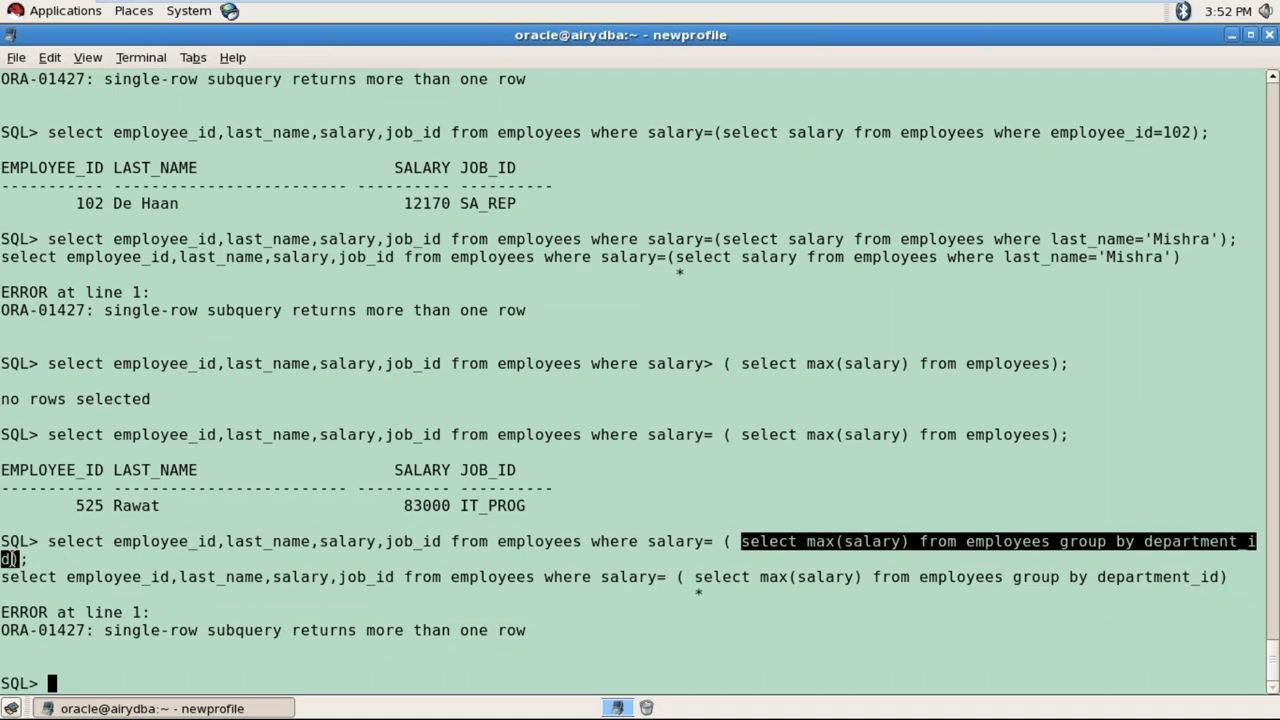 Applications Places System 3:52 PM
oracle@airydba:~ - newprofile
File Edit View Terminal Tabs Help
ORA-01427: single-row subquery returns more than one row
SQL> select employee_id,last_name,salary,job_id from employees where salary=(select salary from employees where employee_id=102);
EMPLOYEE_ID LAST_NAME SALARY JOB_ID
----------- ------------------------- ---------- ----------
102 De Haan 12170 SA_REP
SQL> select employee_id,last_name,salary,job_id from employees where salary=(select salary from employees where last_name='Mishra');
select employee_id,last_name,salary,job_id from employees where salary=(select salary from employees where last_name='Mishra')
*
ERROR at line 1:
ORA-01427: single-row subquery returns more than one row
SQL> select employee_id,last_name,salary,job_id from employees where salary> ( select max(salary) from employees);
no rows selected
SQL> select employee_id,last_name,salary,job_id from employees where salary= ( select max(salary) from employees);
EMPLOYEE_ID LAST_NAME SALARY JOB_ID
----------- ------------------------- ---------- ----------
525 Rawat 83000 IT_PROG
SQL> select employee_id,last_name,salary,job_id from employees where salary= ( select max(salary) from employees group by department_i
d);
select employee_id,last_name,salary,job_id from employees where salary= ( select max(salary) from employees group by department_id)
*
ERROR at line 1:
ORA-01427: single-row subquery returns more than one row
SQL>
oracle@airydba:~ - newprofile